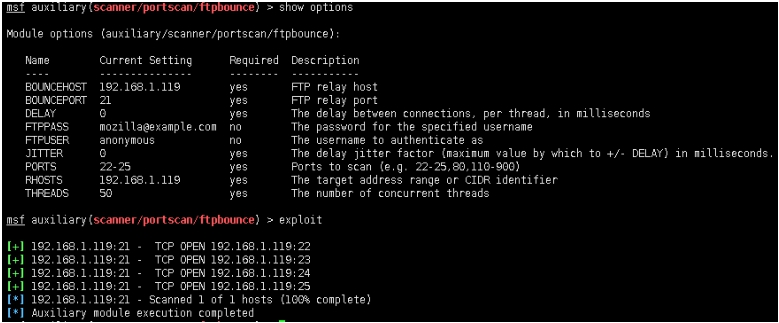 msf auxiliary(scanner/portscan/ftpbounce) > show options
Module options (auxiliary/scanner/portscan/ftpbounce):
Name Current Setting Required Description
---- --------------- -------- -----------
BOUNCEHOST 192.168.1.119 yes FTP relay host
BOUNCEPORT 21 yes FTP relay port
DELAY 0 yes The delay between connections, per thread, in milliseconds
FTPPASS mozilla@example.com no The password for the specified username
FTPUSER anonymous no The username to authenticate as
JITTER 0 yes The delay jitter factor (maximum value by which to +/- DELAY) in milliseconds.
PORTS 22-25 yes Ports to scan (e.g. 22-25,80,110-900)
RHOSTS 192.168.1.119 yes The target address range or CIDR identifier
THREADS 50 yes The number of concurrent threads
msf auxiliary(scanner/portscan/ftpbounce) > exploit
[+] 192.168.1.119:21 - TCP OPEN 192.168.1.119:22
[+] 192.168.1.119:21 - TCP OPEN 192.168.1.119:23
[+] 192.168.1.119:21 - TCP OPEN 192.168.1.119:24
[+] 192.168.1.119:21 - TCP OPEN 192.168.1.119:25
[*] 192.168.1.119:21 - Scanned 1 of 1 hosts (100% complete)
[*] Auxiliary module execution completed